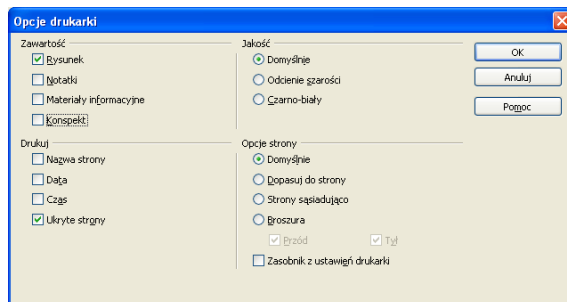 Opcje drukarki
Zawartość
Rysunek
Notatki
Materiały informacyjne
Konspekt
Drukuj
Nazwa strony
Data
Czas
Ukryte strony
Jakość
Domyślnie
Odcienie szarości
Czarno-biały
Opcje strony
Domyślnie
Dopasuj do strony
Strony sąsiadująco
Broszura
Przód Tył
Zasobnik z ustawień drukarki
OK
Anuluj
Pomoc